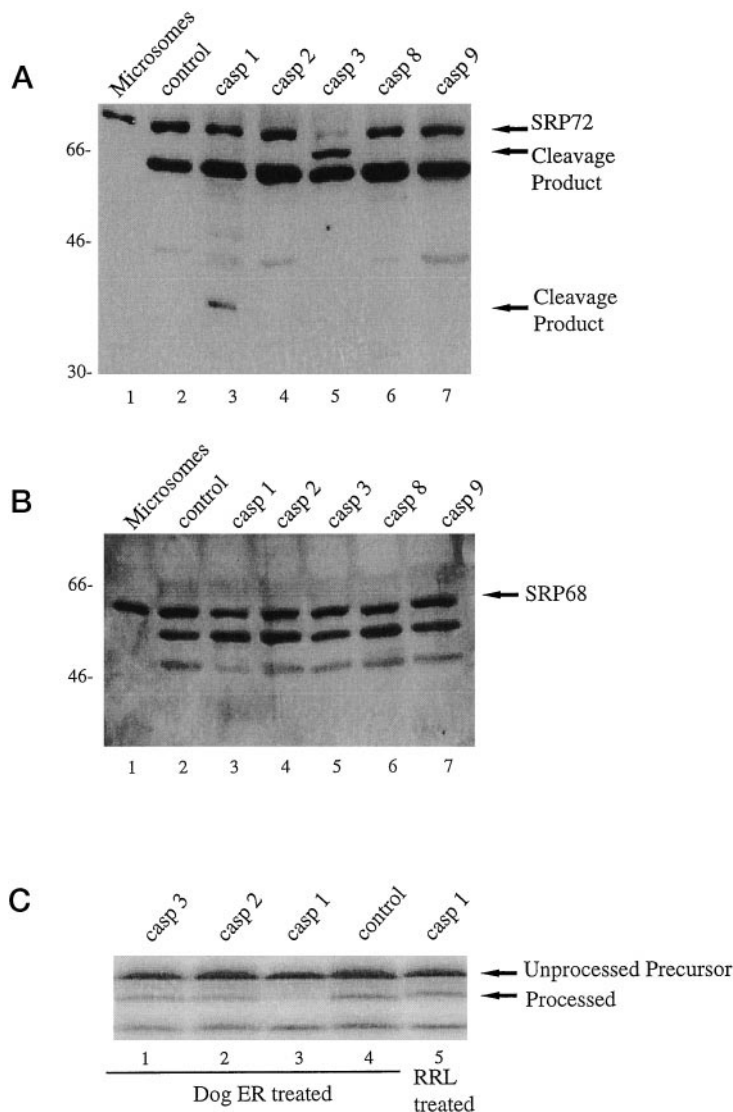 A
Microsomes control casp 1 casp 2 casp 3 casp 8 casp 9
SRP72
66-
Cleavage
Product
46-
Cleavage
Product
30-
1 2 3 4 5 6 7
B
Microsomes control casp 1 casp 2 casp 3 casp 8 casp 9
66-
SRP68
46-
1 2 3 4 5 6 7
C
casp 3 casp 2 casp 1 control casp 1
Unprocessed Precursor
Processed
1 2 3 4 5
Dog ER treated
RRL
treated